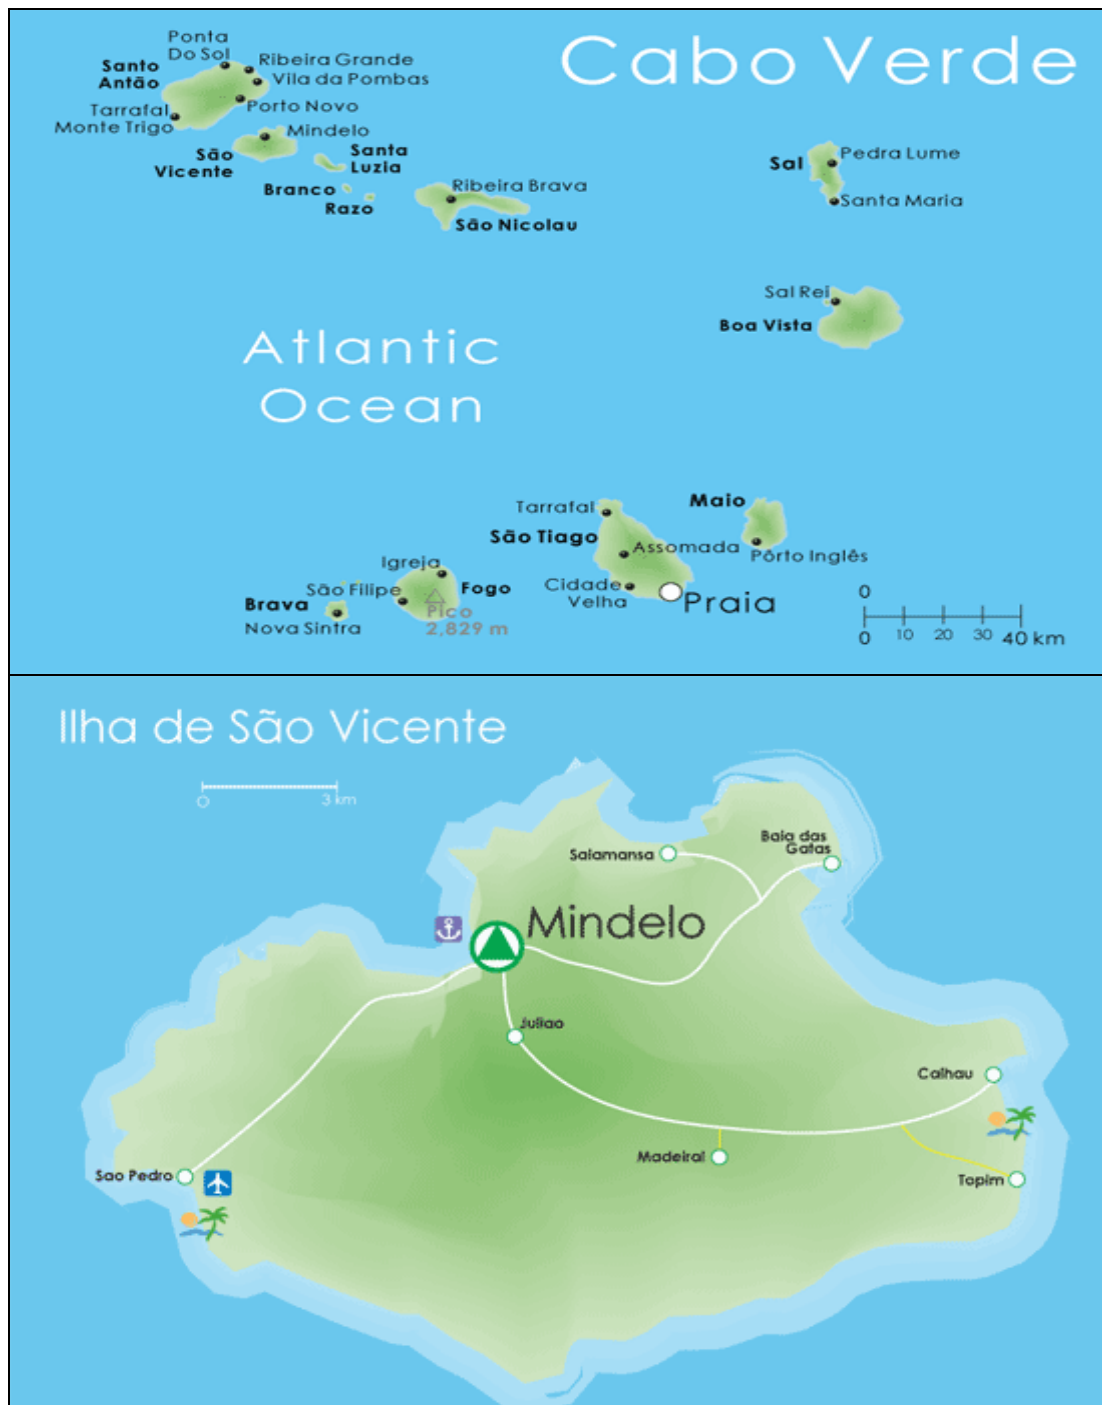 Cabo Verde
Ponta
Do Sol
Ribeira Grande
Santo
Antão
Vila da Pombas
Porto Novo
Tarrafal
Monte Trigo
Mindelo
São
Vicente
Santa
Luzia
Branco
Razo
Ribeira Brava
São Nicolau
Sal
Pedra Lume
Santa Maria
Sal Rei
Boa Vista
Atlantic
Ocean
Tarrafal
Maio
São Tiago
Assomada
Pôrto Inglês
Igreja
Cidade
Velha
São Filipe
Fogo
Praia
Brava
Nova Sintra
Pico
2,829 m
0
0 10 20 30 40 km
Ilha de São Vicente
0 3 km
Baia das
Gatas
Salamansa
Mindelo
Juliao
Calhau
Madeiral
Sao Pedro
Topim